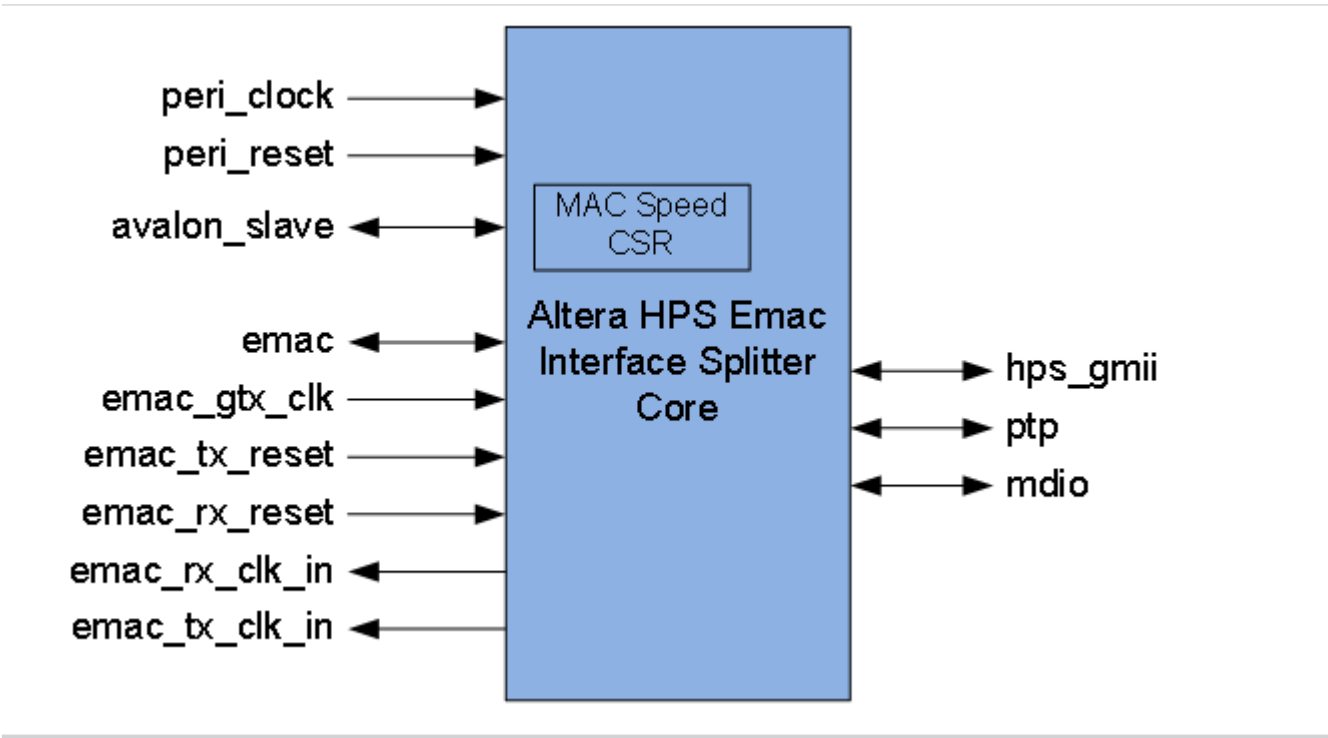 peri_clock
peri_reset
avalon_slave
emac
emac_gtx_clk
emac_tx_reset
emac_rx_reset
emac_rx_clk_in
emac_tx_clk_in
MAC Speed
CSR
Altera HPS Emac
Interface Splitter
Core
hps_gmii
ptp
mdio